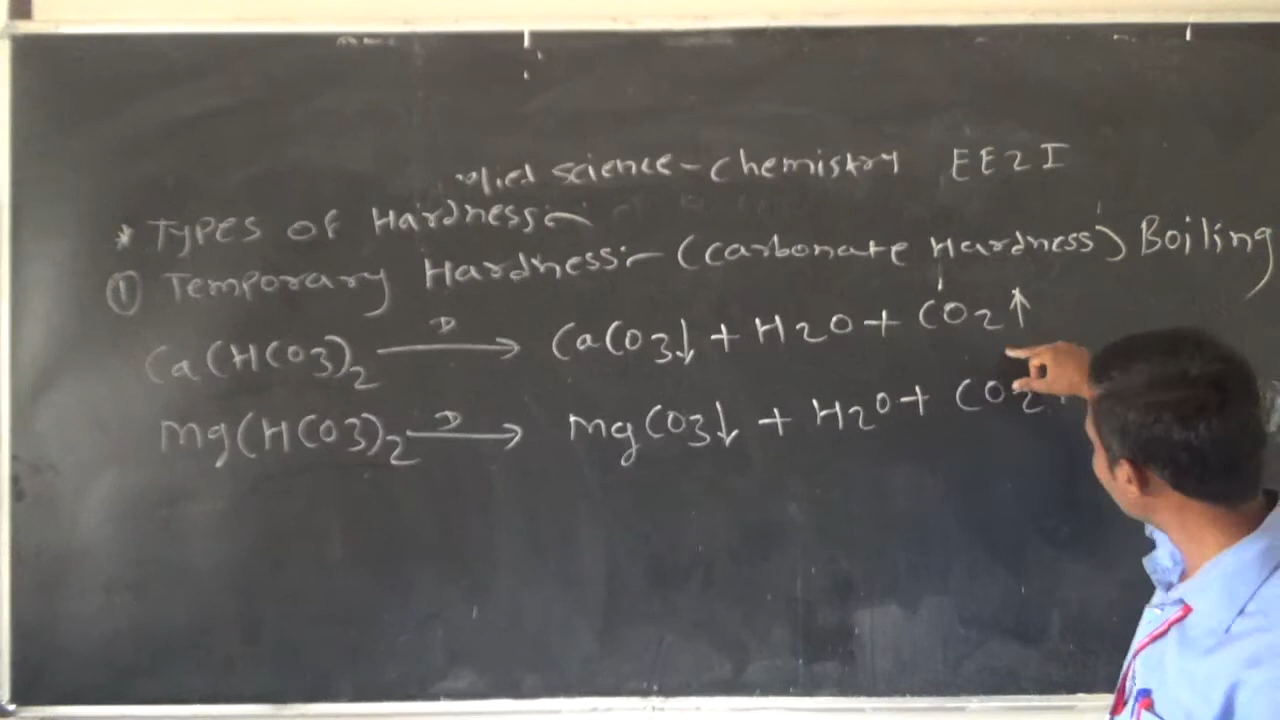 science - chemistry EE2I
* Types of Hardness:-
① Temporary Hardness:- (carbonate Hardness) Boiling
Ca(HCO3)2 ⟶ CaCO3↓ + H2O + CO2↑
Mg(HCO3)2 ⟶ MgCO3↓ + H2O + CO2